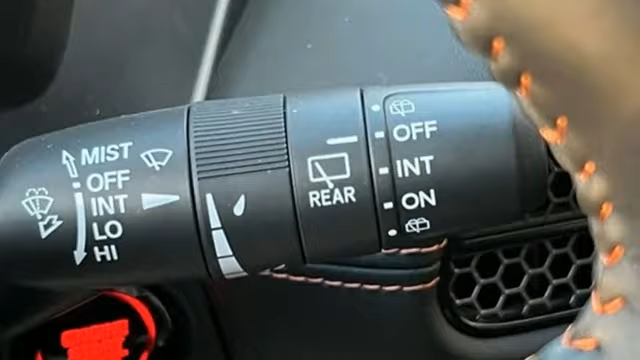 MIST
OFF
INT
LO
HI
REAR
OFF
INT
ON